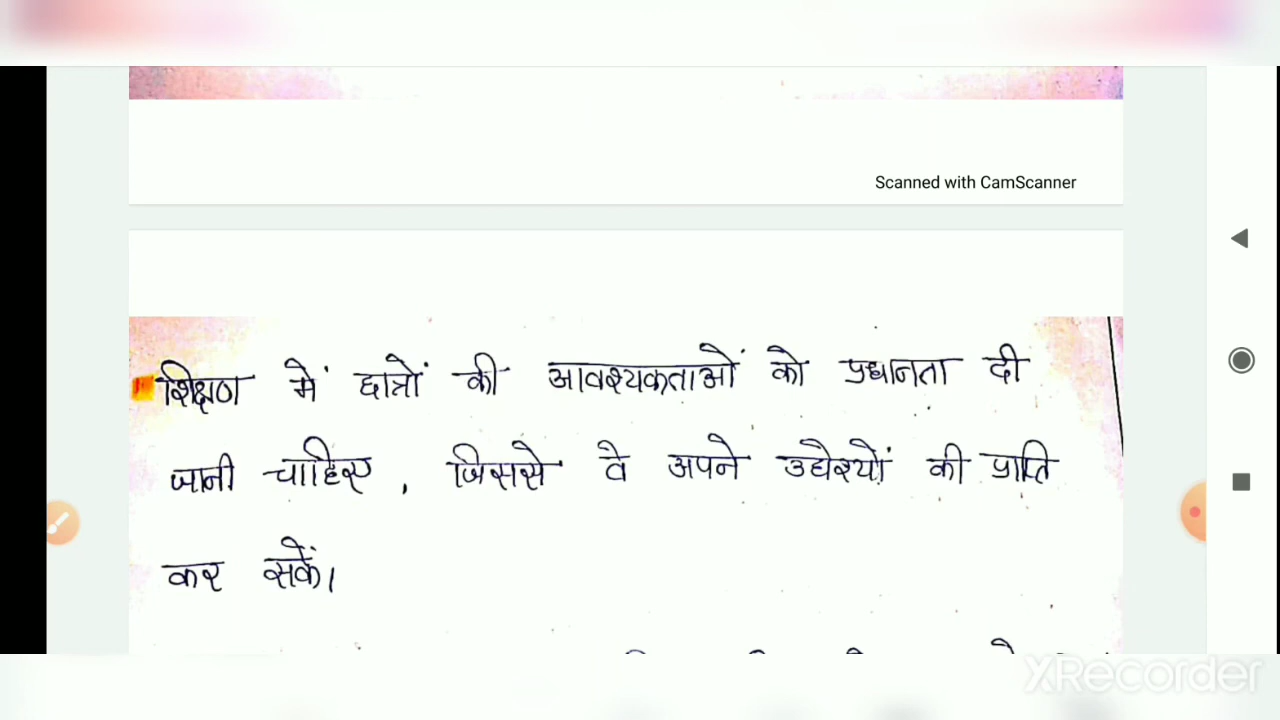 Scanned with CamScanner
शिक्षण में छात्रों की आवश्यकताओं को प्रधानता दी
जानी चाहिए, जिससे वे अपने उद्येश्यों की प्राप्ति
कर सकें।
XRecorder